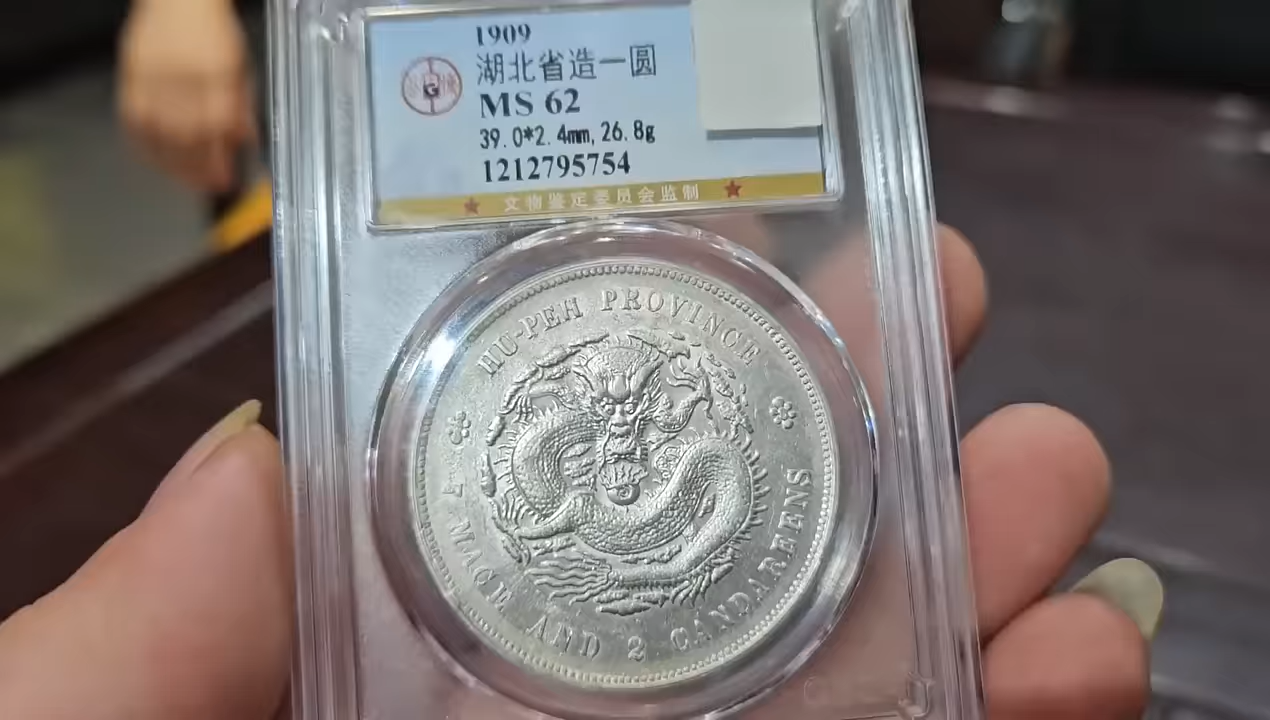 1909
湖北省造一圆
MS 62
39.0*2.4mm,26.8g
1212795754
G
★ 文物鉴定委员会监制 ★
HU-PEH PROVINCE
7 MACE AND 2 CANDAREENS